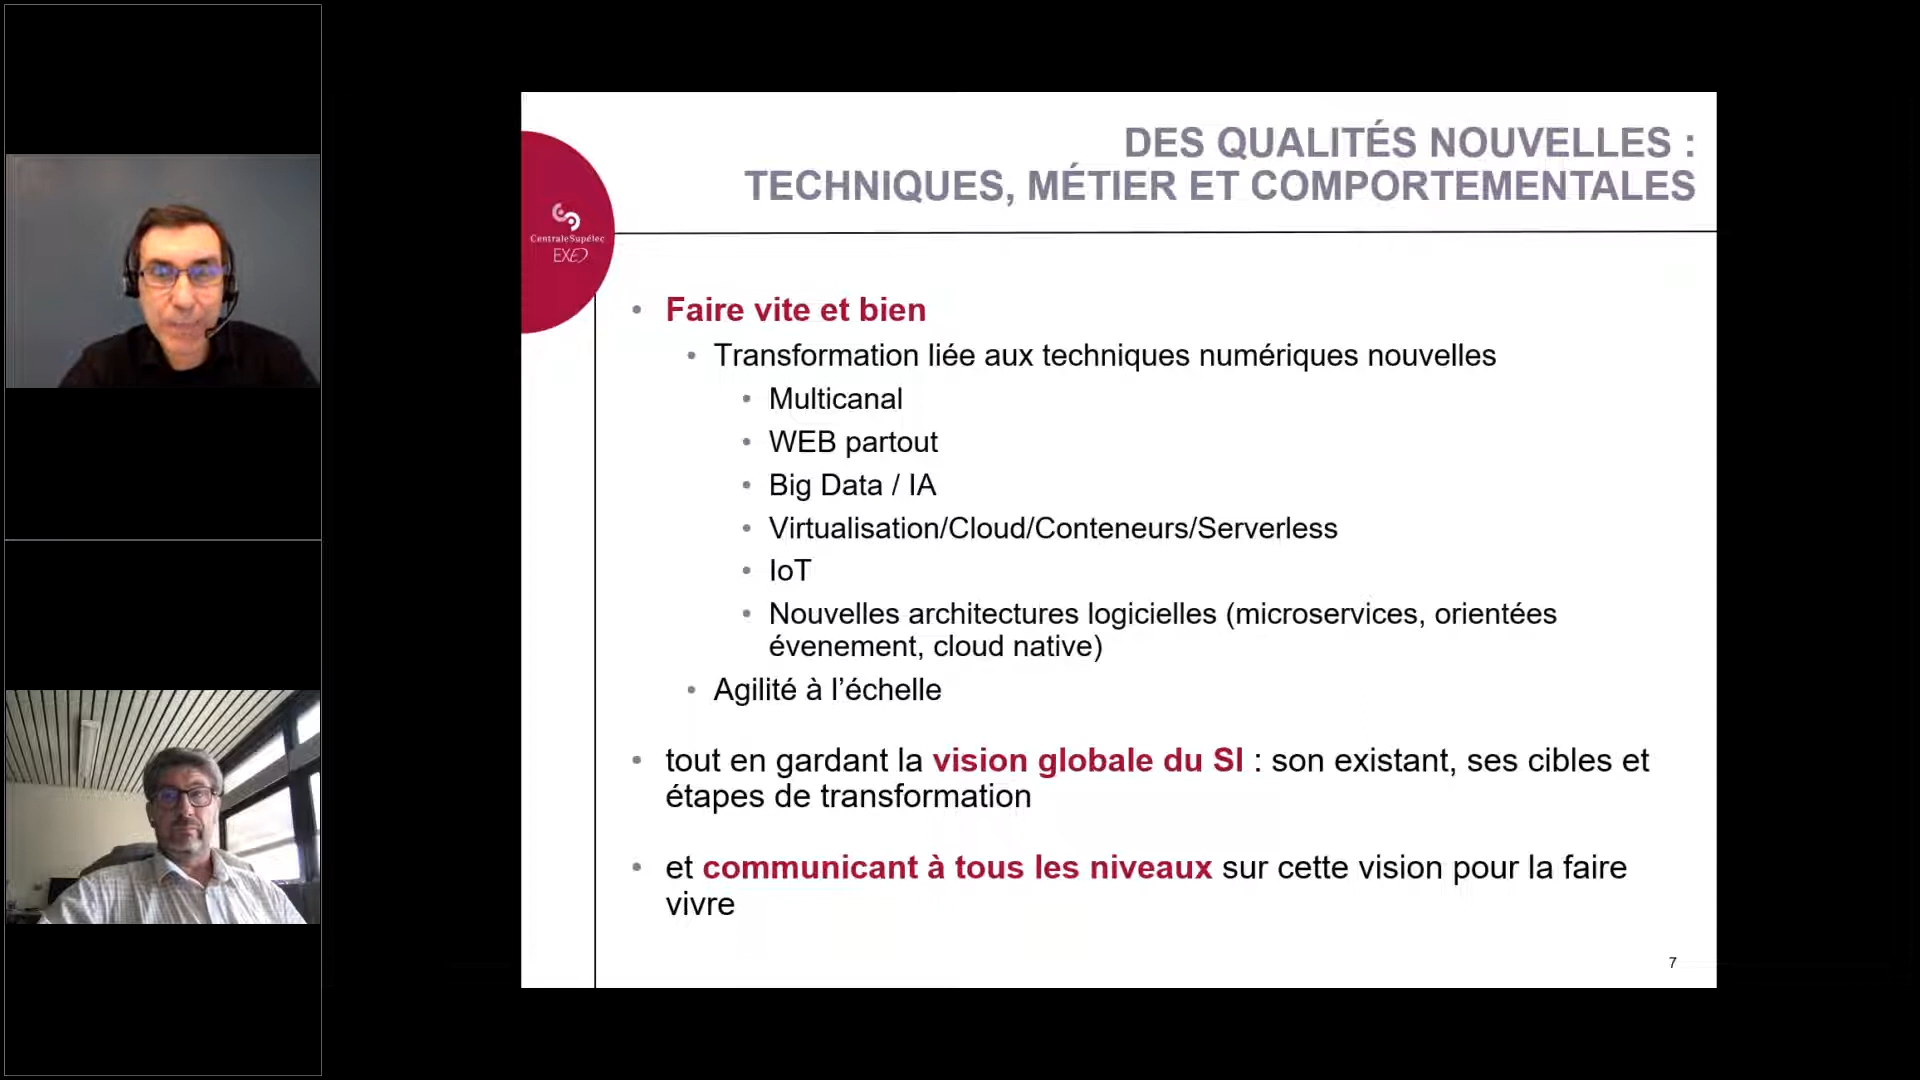 DES QUALITÉS NOUVELLES :
TECHNIQUES, MÉTIER ET COMPORTEMENTALES
CentraleSupélec
EXED
• Faire vite et bien
• Transformation liée aux techniques numériques nouvelles
• Multicanal
• WEB partout
• Big Data / IA
• Virtualisation/Cloud/Conteneurs/Serverless
• IoT
• Nouvelles architectures logicielles (microservices, orientées
évenement, cloud native)
• Agilité à l’échelle
• tout en gardant la vision globale du SI : son existant, ses cibles et
étapes de transformation
• et communicant à tous les niveaux sur cette vision pour la faire
vivre
7